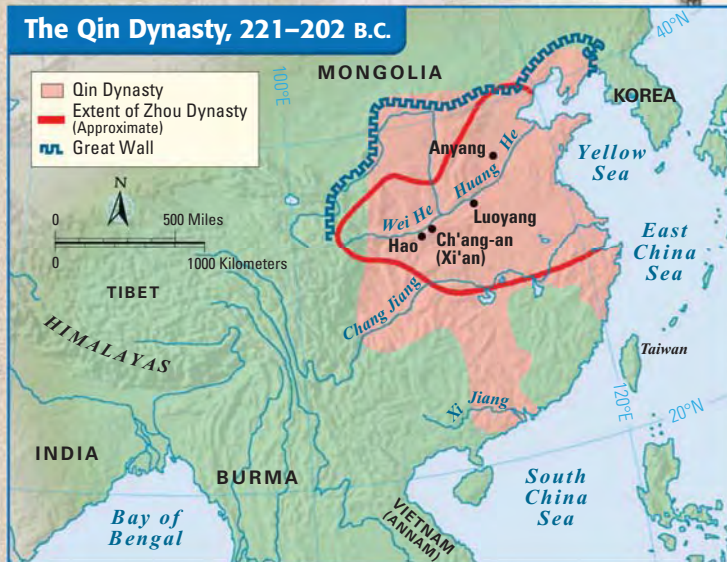 The Qin Dynasty, 221–202 B.C.
Qin Dynasty
Extent of Zhou Dynasty
(Approximate)
Great Wall
N
0 500 Miles
0 1000 Kilometers
100°E
40°N
MONGOLIA
KOREA
Anyang
Huang He
Yellow
Sea
Wei He
Luoyang
Hao
Ch'ang-an
(Xi'an)
East
China
Sea
TIBET
Chang Jiang
HIMALAYAS
Taiwan
Xi Jiang
120°E
20°N
INDIA
BURMA
South
China
Sea
Bay of
Bengal
VIETNAM
(ANNAM)